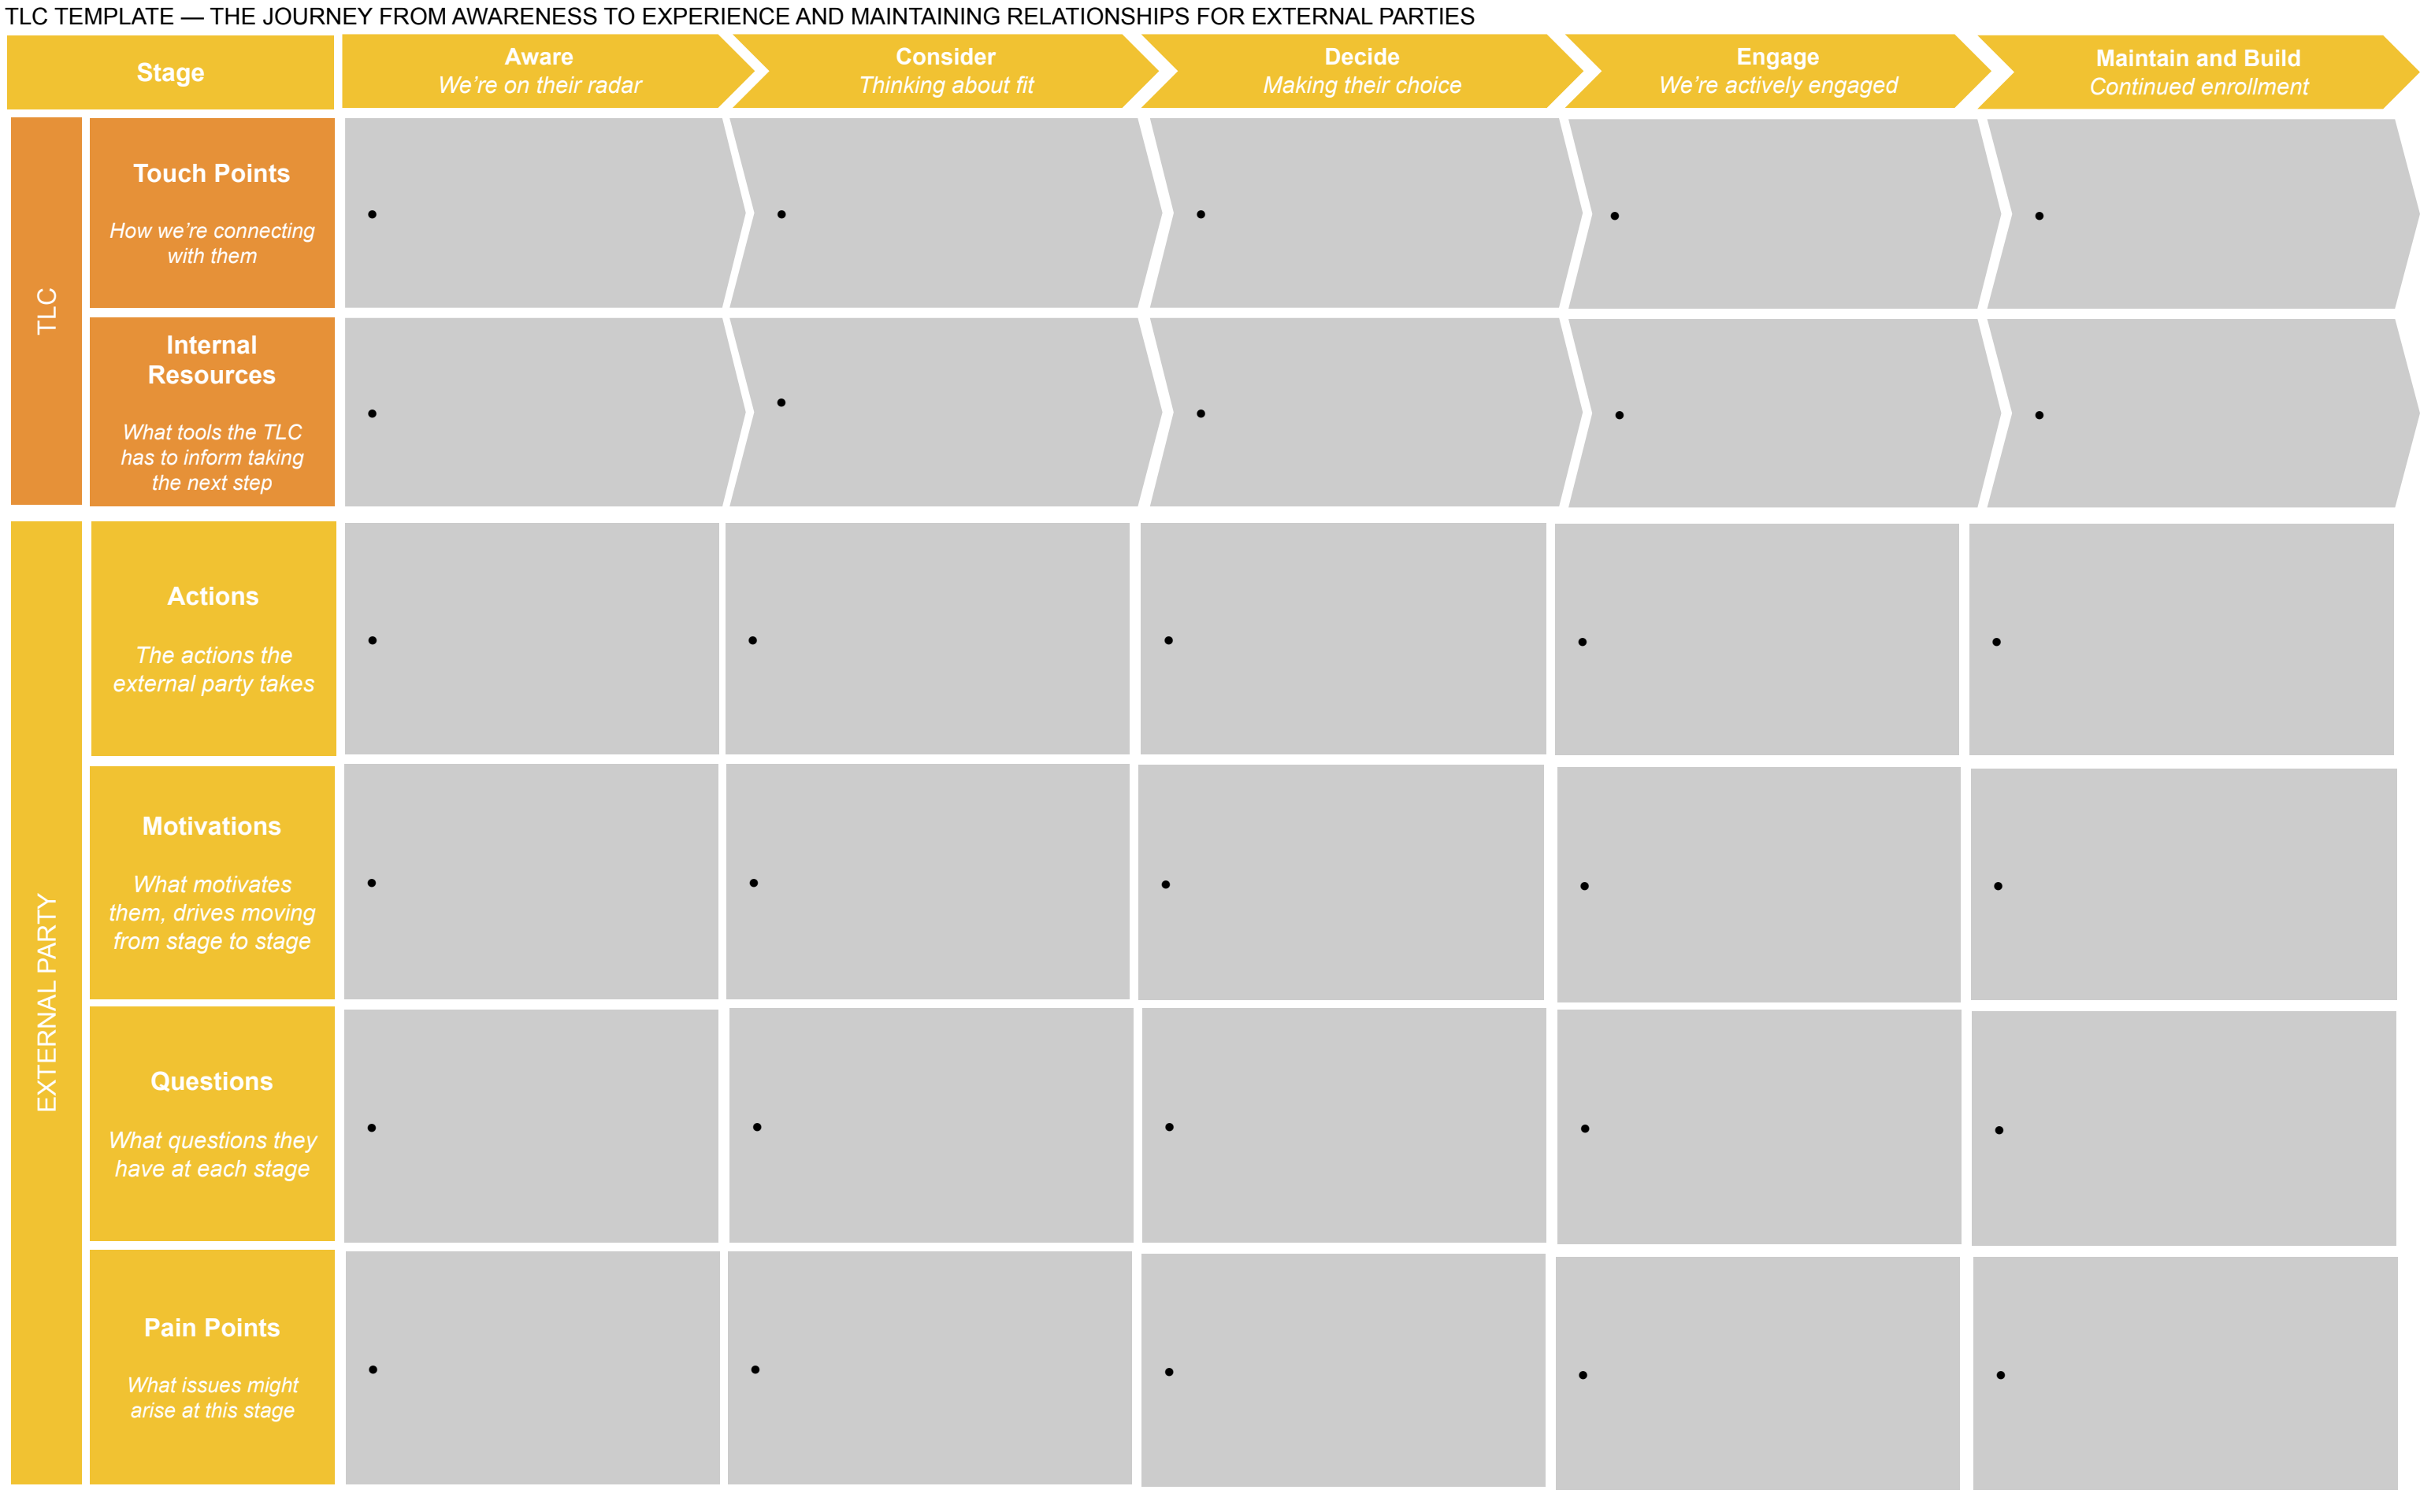 TLC TEMPLATE — THE JOURNEY FROM AWARENESS TO EXPERIENCE AND MAINTAINING RELATIONSHIPS FOR EXTERNAL PARTIES
Stage
Aware
We’re on their radar
Consider
Thinking about fit
Decide
Making their choice
Engage
We’re actively engaged
Maintain and Build
Continued enrollment
TLC
Touch Points
How we’re connecting
with them
Internal
Resources
What tools the TLC
has to inform taking
the next step
EXTERNAL PARTY
Actions
The actions the
external party takes
Motivations
What motivates
them, drives moving
from stage to stage
Questions
What questions they
have at each stage
Pain Points
What issues might
arise at this stage